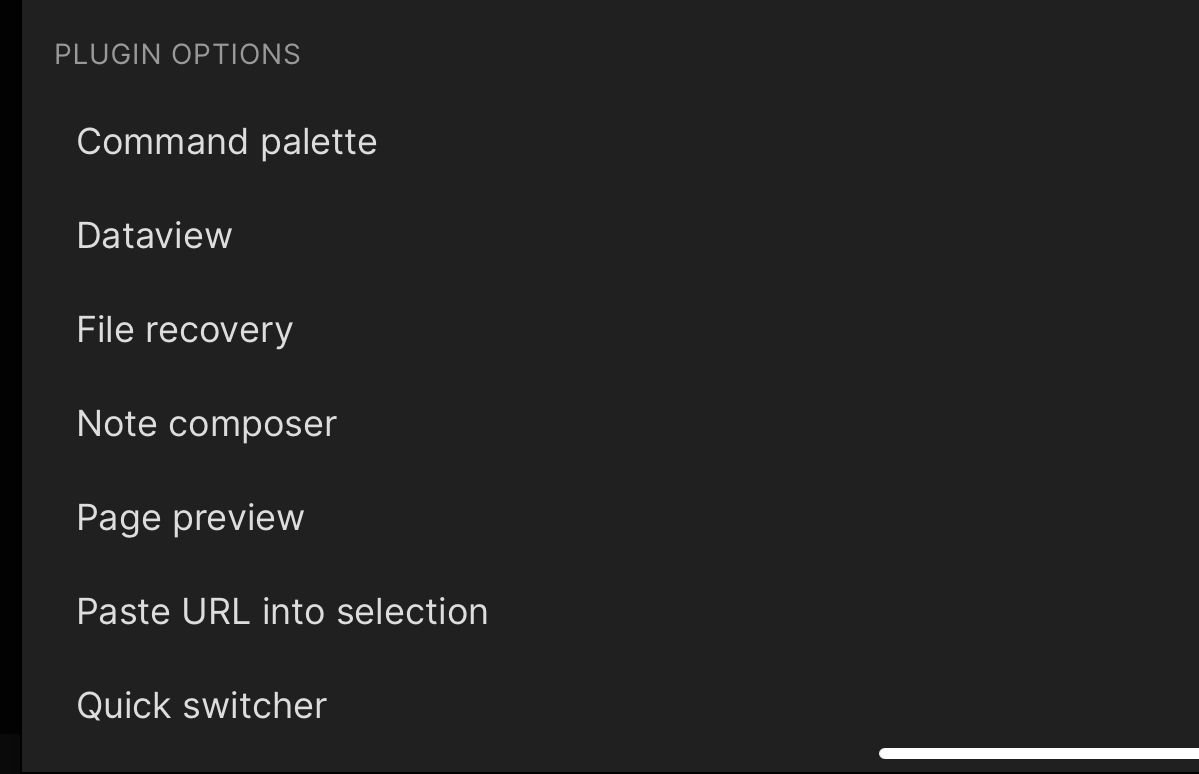 PLUGIN OPTIONS
Command palette
Dataview
File recovery
Note composer
Page preview
Paste URL into selection
Quick switcher